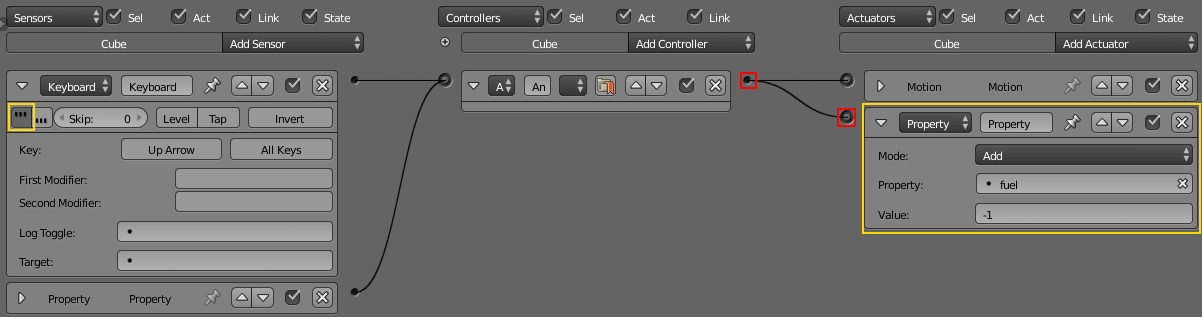 Sensors Sel Act Link State Controllers Sel Act Link Actuators Sel Act Link State
Cube Add Sensor Cube Add Controller Cube Add Actuator
Keyboard Keyboard A An Motion Motion
Skip: 0 Level Tap Invert Property Property
Key: Up Arrow All Keys Mode: Add
First Modifier: Property: fuel
Second Modifier: Value: -1
Log Toggle:
Target:
Property Property